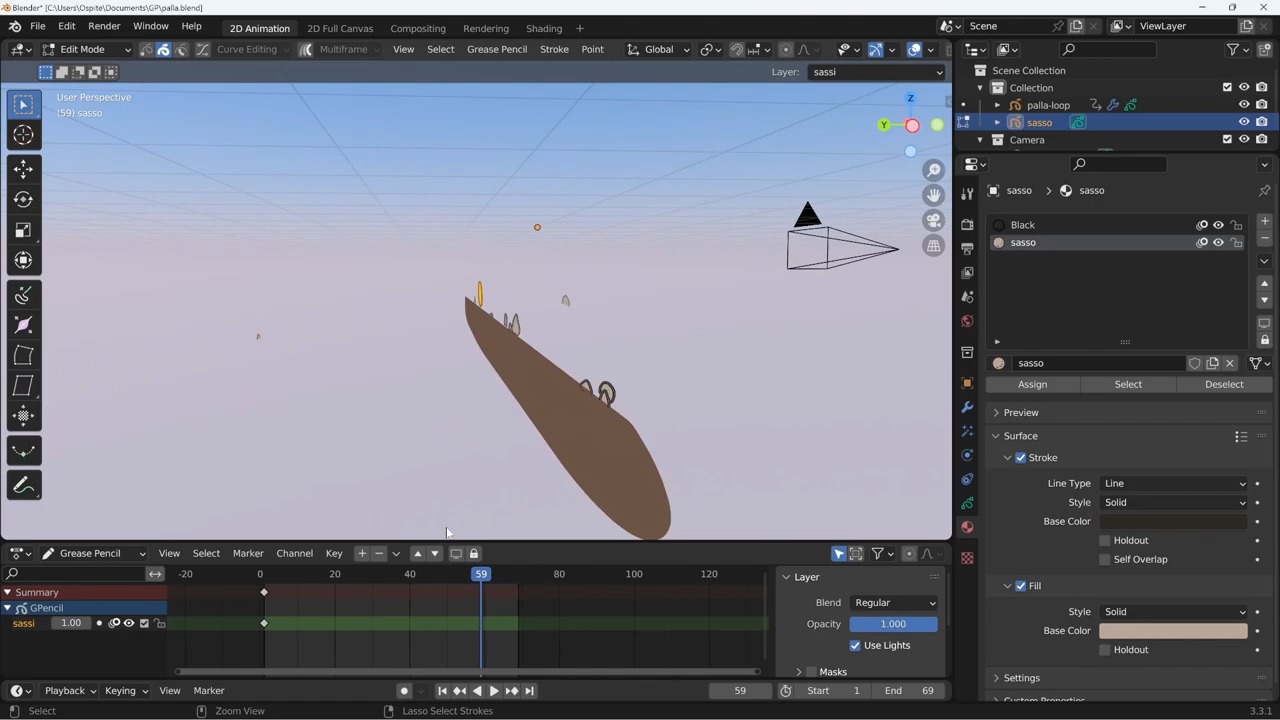 Blender* [C:\Users\Ospite\Documents\GP\palla.blend]
File Edit Render Window Help 2D Animation 2D Full Canvas Compositing Rendering Shading + Scene ViewLayer
Edit Mode Curve Editing Multiframe View Select Grease Pencil Stroke Point Global
Layer: sassi
User Perspective
(59) sasso
Z
Y
Scene Collection
Collection
palla-loop
sasso
Camera
sasso > sasso
Black
sasso
sasso
Assign Select Deselect
Preview
Surface
Stroke
Line Type Line
Style Solid
Base Color
Holdout
Self Overlap
Fill
Style Solid
Base Color
Holdout
Settings
Custom Properties
Grease Pencil View Select Marker Channel Key
-20 0 20 40 59 80 100 120
Summary
GPencil
sassi 1.00
Layer
Blend Regular
Opacity 1.000
Use Lights
Masks
Playback Keying View Marker 59 Start 1 End 69
Select Zoom View Lasso Select Strokes 3.3.1